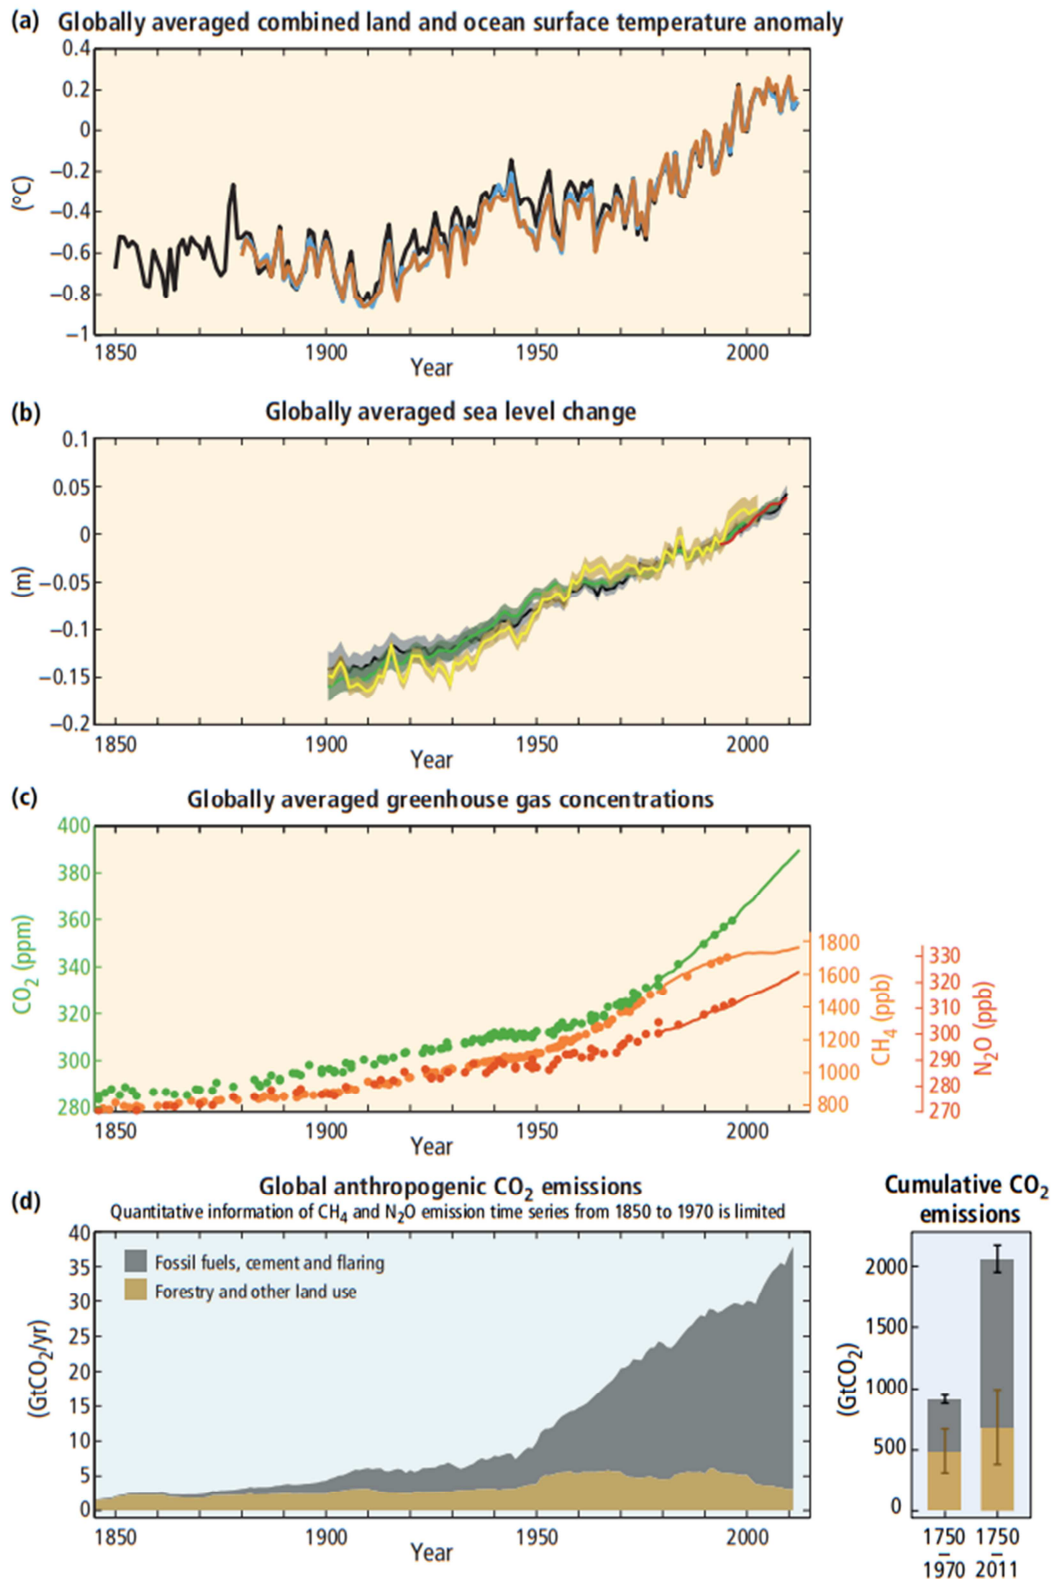 (a) Globally averaged combined land and ocean surface temperature anomaly
0.4
0.2
0
−0.2
−0.4
−0.6
−0.8
−1
(°C)
1850 1900 1950 2000
Year
(b) Globally averaged sea level change
0.1
0.05
0
−0.05
−0.1
−0.15
−0.2
(m)
1850 1900 1950 2000
Year
(c) Globally averaged greenhouse gas concentrations
400
380
360
340
320
300
280
CO2 (ppm)
1800
1600
1400
1200
1000
800
CH4 (ppb)
330
320
310
300
290
280
270
N2O (ppb)
1850 1900 1950 2000
Year
(d) Global anthropogenic CO2 emissions
Quantitative information of CH4 and N2O emission time series from 1850 to 1970 is limited
40
35
30
25
20
15
10
5
0
(GtCO2/yr)
Fossil fuels, cement and flaring
Forestry and other land use
1850 1900 1950 2000
Year
Cumulative CO2
emissions
2000
1500
1000
500
0
(GtCO2)
1750 1750
– –
1970 2011